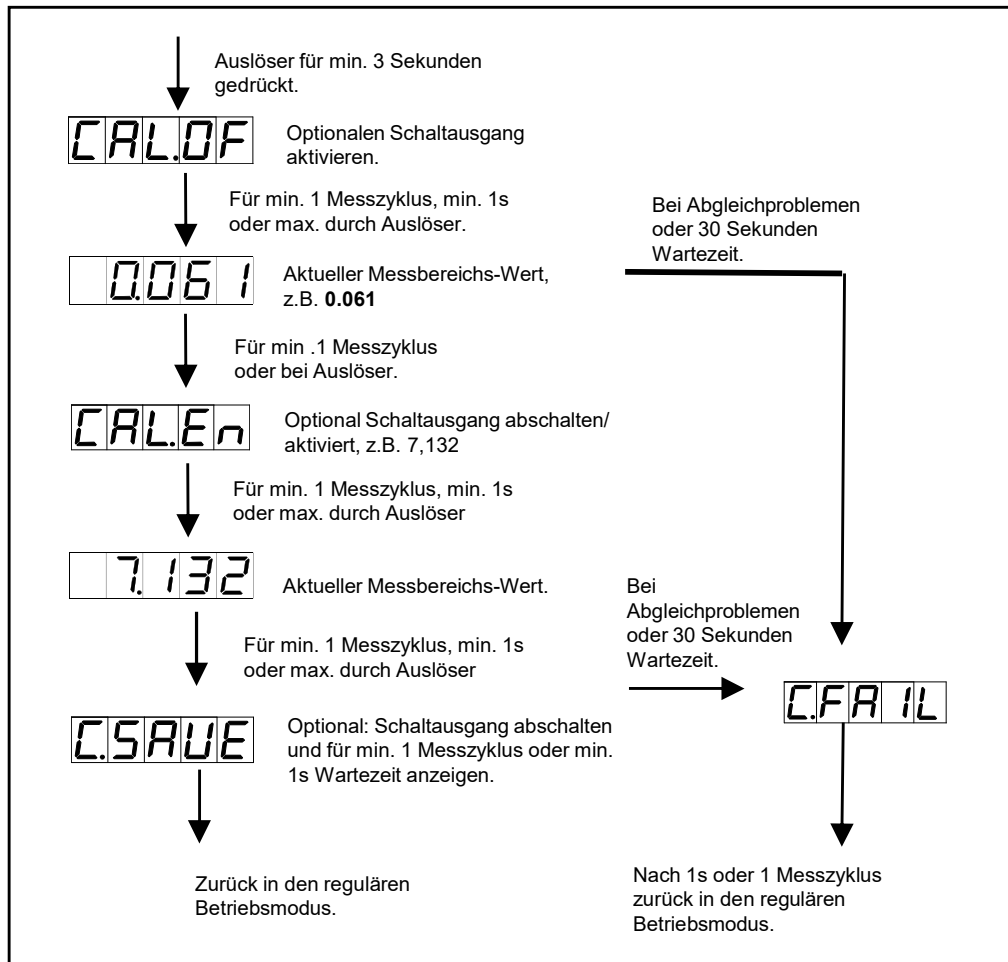 Auslöser für min. 3 Sekunden
gedrückt.
CAL.OF
Optionalen Schaltausgang
aktivieren.
Für min. 1 Messzyklus, min. 1s
oder max. durch Auslöser.
Bei Abgleichproblemen
oder 30 Sekunden
Wartezeit.
0.061
Aktueller Messbereichs-Wert,
z.B. 0.061
Für min .1 Messzyklus
oder bei Auslöser.
CAL.En
Optional Schaltausgang abschalten/
aktiviert, z.B. 7,132
Für min. 1 Messzyklus, min. 1s
oder max. durch Auslöser
7.132
Aktueller Messbereichs-Wert.
Bei
Abgleichproblemen
oder 30 Sekunden
Wartezeit.
Für min. 1 Messzyklus, min. 1s
oder max. durch Auslöser
C.FAIL
C.SAVE
Optional: Schaltausgang abschalten
und für min. 1 Messzyklus oder min.
1s Wartezeit anzeigen.
Zurück in den regulären
Betriebsmodus.
Nach 1s oder 1 Messzyklus
zurück in den regulären
Betriebsmodus.